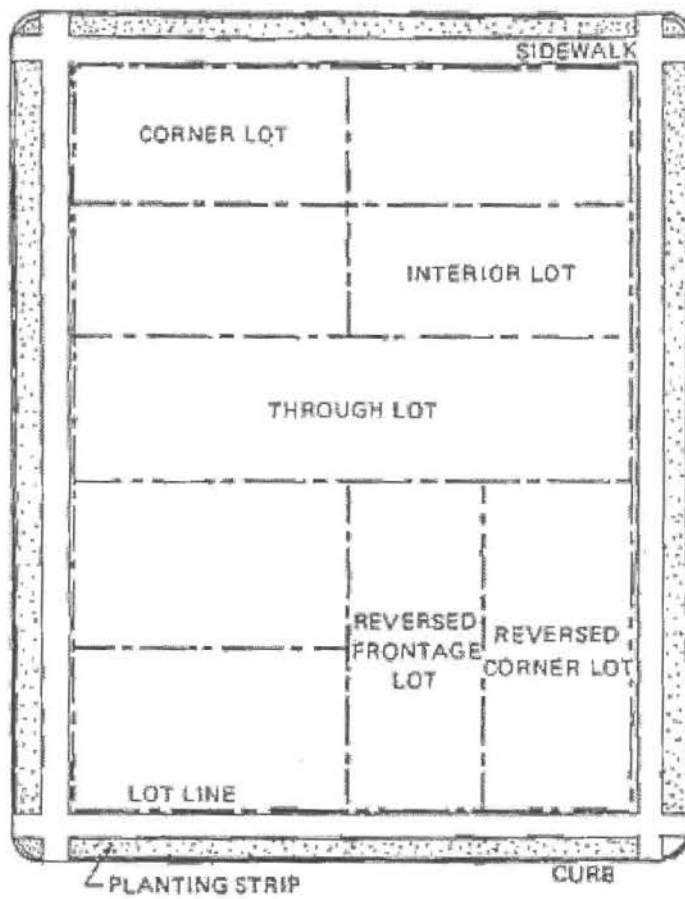 SIDEWALK
CORNER LOT
INTERIOR LOT
THROUGH LOT
REVERSED
FRONTAGE
LOT
REVERSED
CORNER LOT
LOT LINE
PLANTING STRIP
CURB